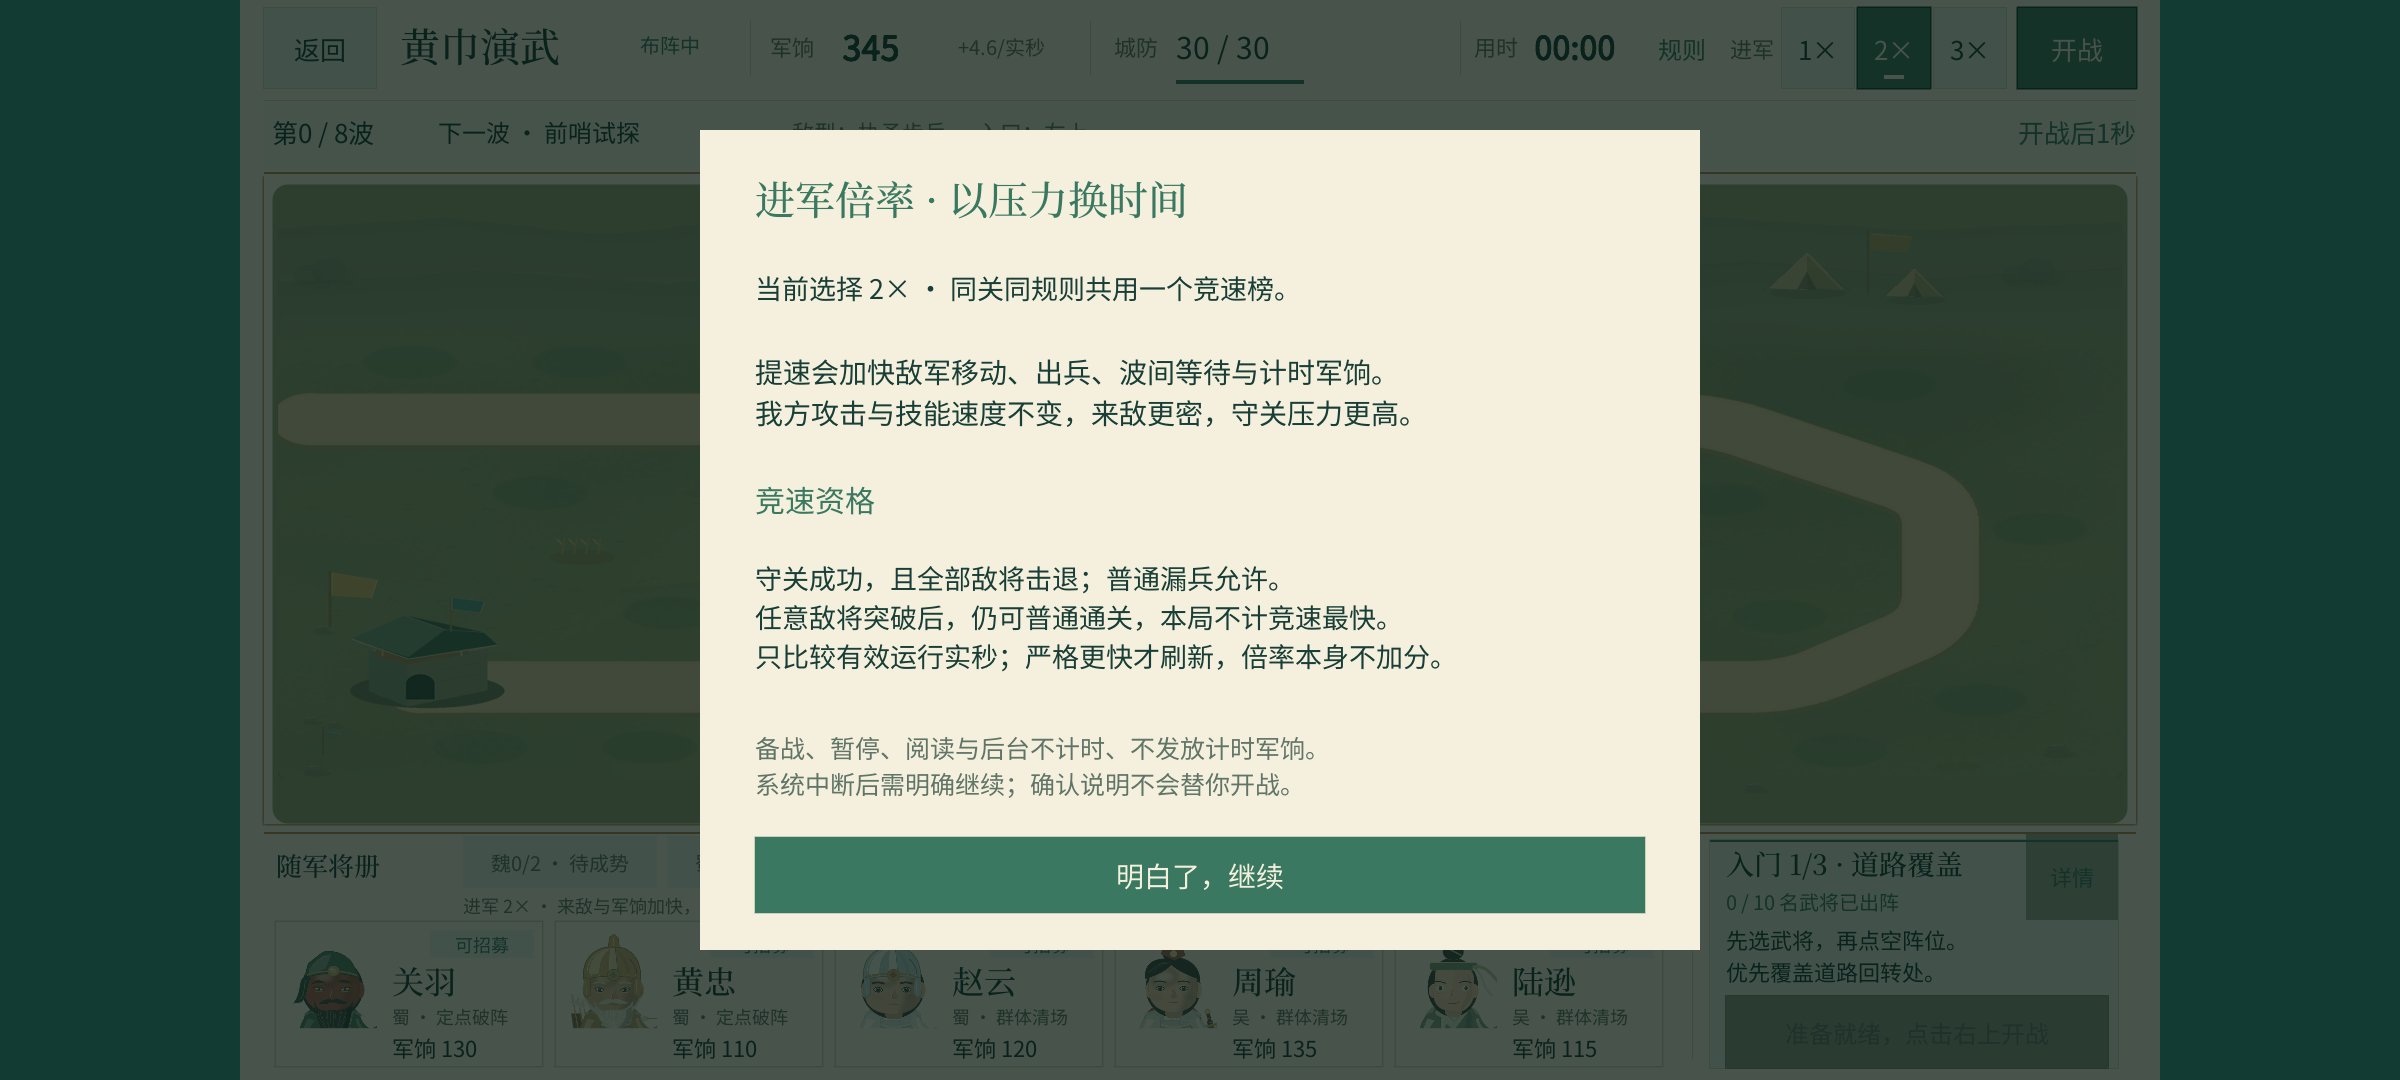 返回
黄巾演武
布阵中
军饷 345 +4.6/实秒
城防 30 / 30
用时 00:00
规则
进军 1× 2× 3×
开战
第0 / 8波
下一波 · 前哨试探
开战后1秒
进军倍率 · 以压力换时间
当前选择 2× · 同关同规则共用一个竞速榜。
提速会加快敌军移动、出兵、波间等待与计时军饷。
我方攻击与技能速度不变，来敌更密，守关压力更高。
竞速资格
守关成功，且全部敌将击退；普通漏兵允许。
任意敌将突破后，仍可普通通关，本局不计竞速最快。
只比较有效运行实秒；严格更快才刷新，倍率本身不加分。
备战、暂停、阅读与后台不计时、不发放计时军饷。
系统中断后需明确继续；确认说明不会替你开战。
明白了，继续
随军将册
魏0/2 · 待成势
进军 2× · 来敌与军饷加快，
可招募
关羽
蜀 · 定点破阵
军饷 130
黄忠
蜀 · 定点破阵
军饷 110
赵云
蜀 · 群体清场
军饷 120
周瑜
吴 · 群体清场
军饷 135
陆逊
吴 · 群体清场
军饷 115
入门 1/3 · 道路覆盖
详情
0 / 10 名武将已出阵
先选武将，再点空阵位。
优先覆盖道路回转处。
准备就绪，点击右上开战